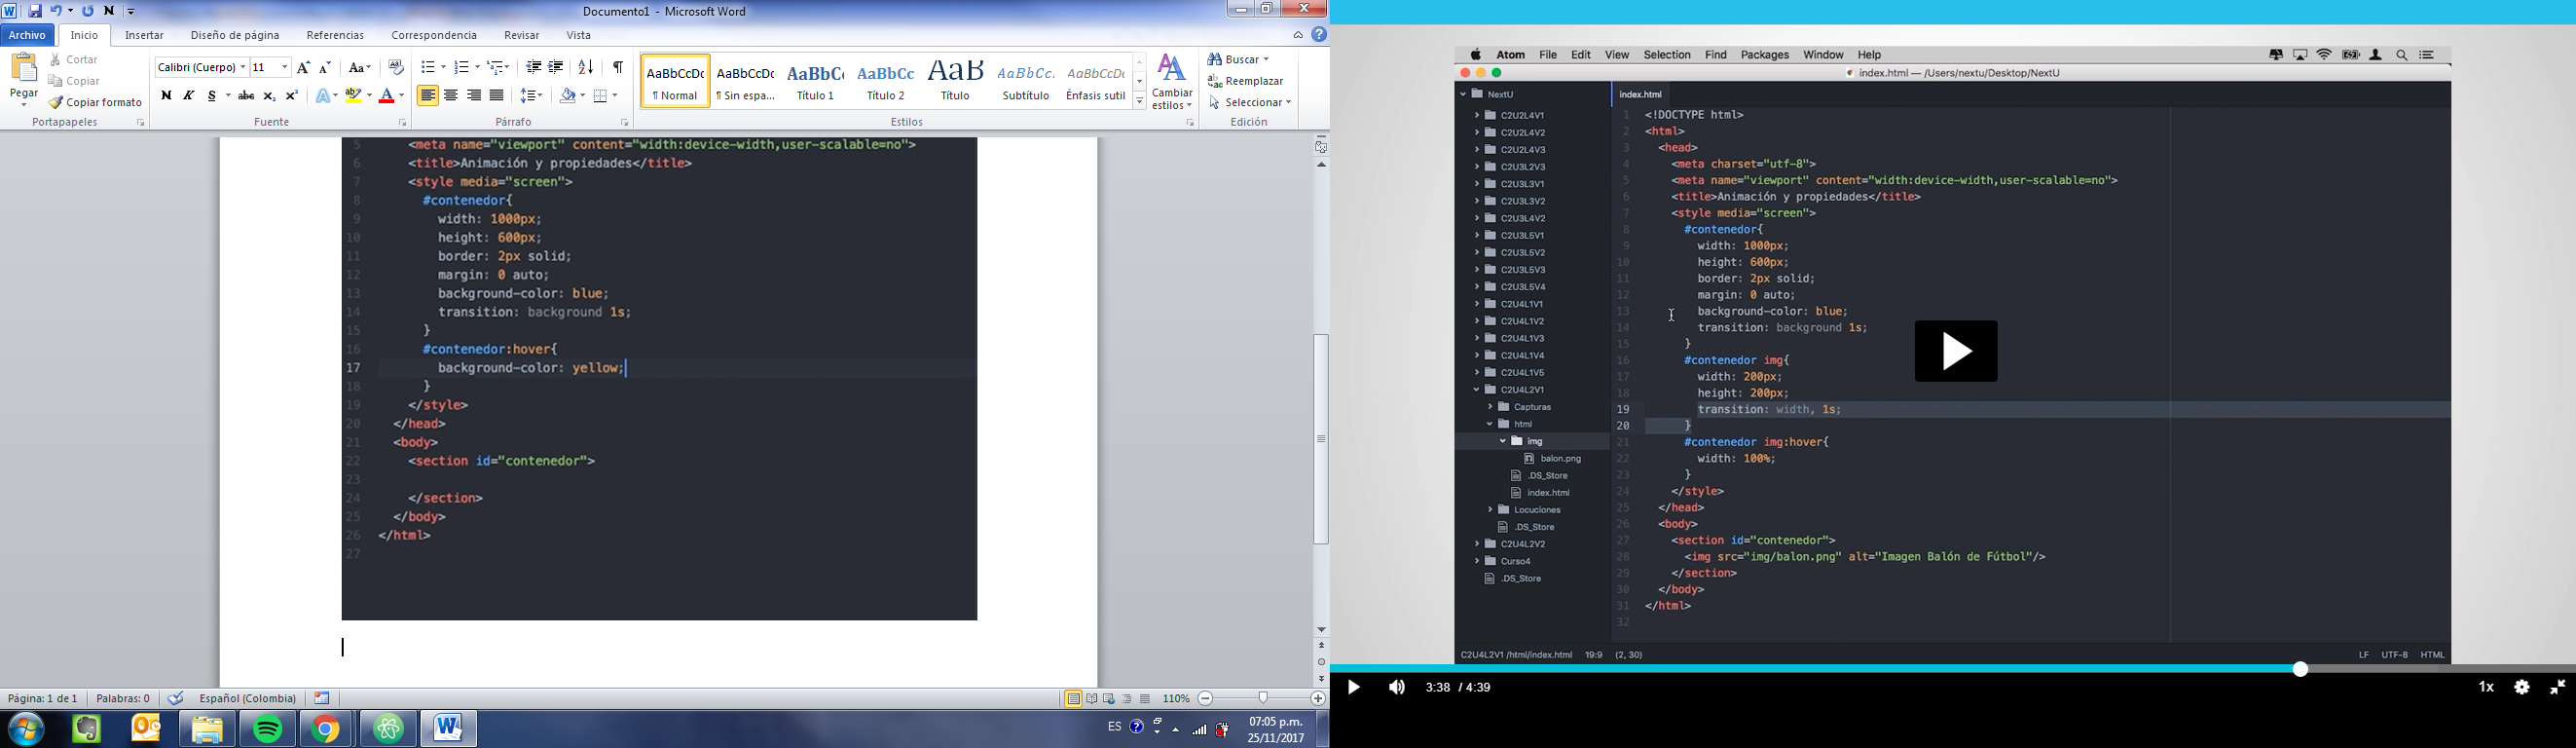 Documento1 - Microsoft Word
Archivo Inicio Insertar Diseño de página Referencias Correspondencia Revisar Vista
Pegar
Cortar
Copiar
Copiar formato
Portapapeles
Calibri (Cuerpo) 11
Fuente
Párrafo
AaBbCcDc AaBbCcDc AaBbC AaBbCc AaB AaBbCc. AaBbCcDc
¶ Normal ¶ Sin espa... Título 1 Título 2 Título Subtítulo Énfasis sutil
Estilos
Cambiar estilos
Buscar
Reemplazar
Seleccionar
Edición
5 <meta name="viewport" content="width:device-width,user-scalable=no">
6 <title>Animación y propiedades</title>
7 <style media="screen">
8 #contenedor{
9 width: 1000px;
10 height: 600px;
11 border: 2px solid;
12 margin: 0 auto;
13 background-color: blue;
14 transition: background 1s;
15 }
16 #contenedor:hover{
17 background-color: yellow;
18 }
19 </style>
20 </head>
21 <body>
22 <section id="contenedor">
23
24 </section>
25 </body>
26 </html>
27
Página: 1 de 1 Palabras: 0 Español (Colombia) 110%
ES 07:05 p.m.
25/11/2017
Atom File Edit View Selection Find Packages Window Help
index.html — /Users/nextu/Desktop/NextU
NextU
C2U2L4V1
C2U2L4V2
C2U2L4V3
C2U3L2V3
C2U3L3V1
C2U3L3V2
C2U3L4V2
C2U3L5V1
C2U3L5V2
C2U3L5V3
C2U3L5V4
C2U4L1V1
C2U4L1V2
C2U4L1V3
C2U4L1V4
C2U4L1V5
C2U4L2V1
Capturas
html
img
balon.png
.DS_Store
index.html
Locuciones
.DS_Store
C2U4L2V2
Curso4
.DS_Store
index.html
1 <!DOCTYPE html>
2 <html>
3 <head>
4 <meta charset="utf-8">
5 <meta name="viewport" content="width:device-width,user-scalable=no">
6 <title>Animación y propiedades</title>
7 <style media="screen">
8 #contenedor{
9 width: 1000px;
10 height: 600px;
11 border: 2px solid;
12 margin: 0 auto;
13 background-color: blue;
14 transition: background 1s;
15 }
16 #contenedor img{
17 width: 200px;
18 height: 200px;
19 transition: width, 1s;
20 }
21 #contenedor img:hover{
22 width: 100%;
23 }
24 </style>
25 </head>
26 <body>
27 <section id="contenedor">
28 <img src="img/balon.png" alt="Imagen Balón de Fútbol"/>
29 </section>
30 </body>
31 </html>
32
C2U4L2V1 /html/index.html 19:9 (2, 30) LF UTF-8 HTML
3:38 / 4:39 1x